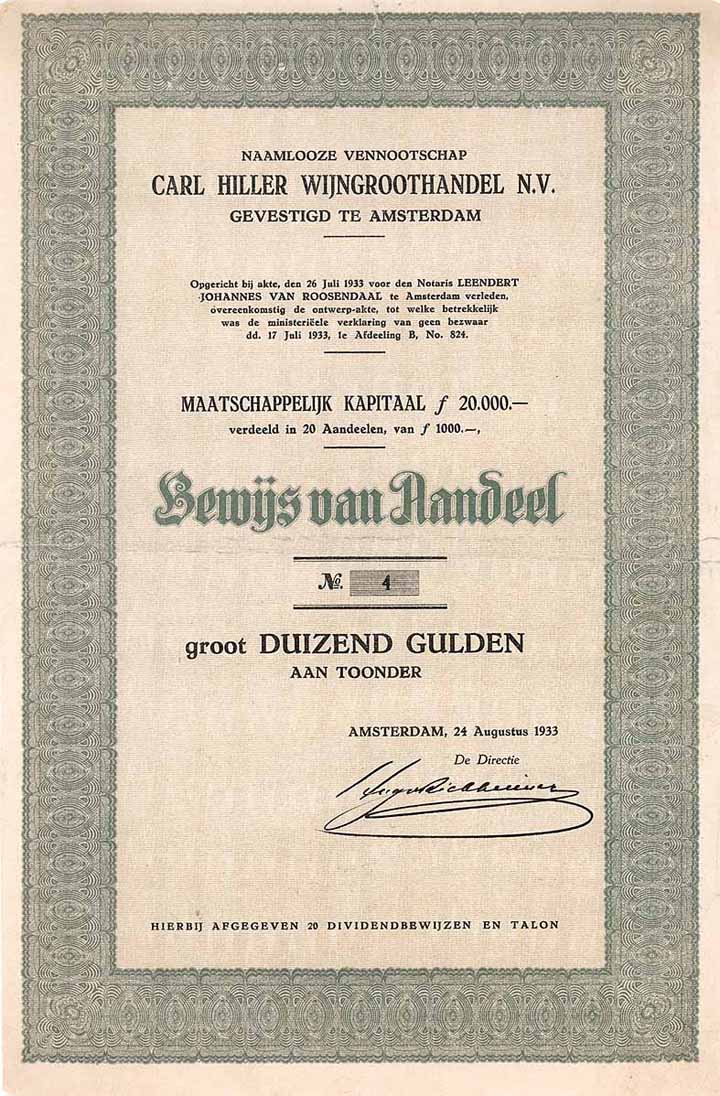 NAAMLOOZE VENNOOTSCHAP
CARL HILLER WIJNGROOTHANDEL N.V.
GEVESTIGD TE AMSTERDAM
Opgericht bij akte, den 26 Juli 1933 voor den Notaris LEENDERT
JOHANNES VAN ROOSENDAAL te Amsterdam verleden,
overeenkomstig de ontwerp-akte, tot welke betrekkelijk
was de ministerieële verklaring van geen bezwaar
dd. 17 Juli 1933, 1e Afdeeling B, No. 824.
MAATSCHAPPELIJK KAPITAAL ƒ 20.000.—
verdeeld in 20 Aandeelen, van ƒ 1000.—,
Bewijs van Aandeel
No. 4
groot DUIZEND GULDEN
AAN TOONDER
AMSTERDAM, 24 Augustus 1933
De Directie
HIERBIJ AFGEGEVEN 20 DIVIDENDBEWIJZEN EN TALON